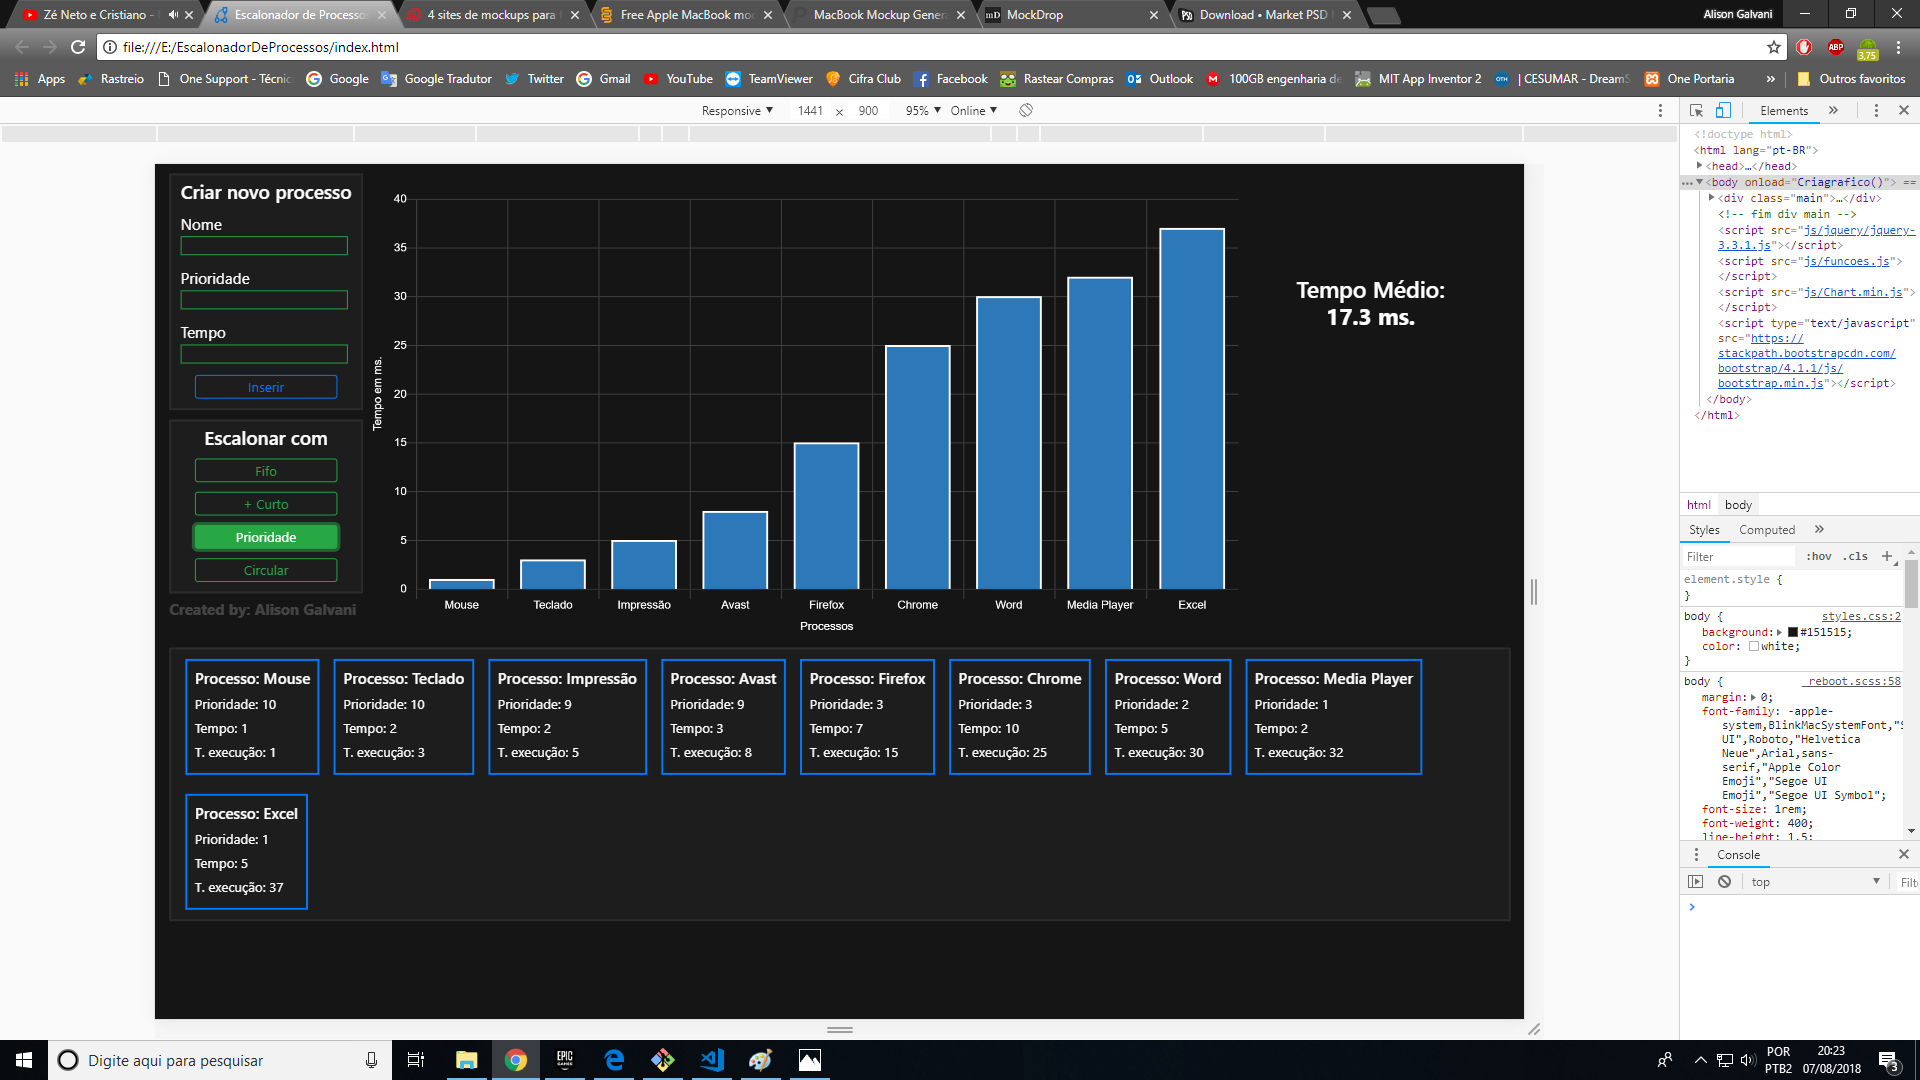 Zé Neto e Cristiano -
Escalonador de Processos
4 sites de mockups para
Free Apple MacBook mo
MacBook Mockup Gener
MockDrop
Download • Market PSD
Alison Galvani
file:///E:/EscalonadorDeProcessos/index.html
ABP
3,75
Apps
Rastreio
One Support - Técnic
Google
Google Tradutor
Twitter
Gmail
YouTube
TeamViewer
Cifra Club
Facebook
Rastear Compras
Outlook
100GB engenharia de
MIT App Inventor 2
| CESUMAR - DreamS
One Portaria
»
Outros favoritos
Responsive ▼
1441 × 900
95% ▼
Online ▼
Criar novo processo
Nome
Prioridade
Tempo
Inserir
Escalonar com
Fifo
+ Curto
Prioridade
Circular
Created by: Alison Galvani
40
35
30
25
20
15
10
5
0
Tempo em ms.
Mouse
Teclado
Impressão
Avast
Firefox
Chrome
Word
Media Player
Excel
Processos
Tempo Médio:
17.3 ms.
Processo: Mouse
Prioridade: 10
Tempo: 1
T. execução: 1
Processo: Teclado
Prioridade: 10
Tempo: 2
T. execução: 3
Processo: Impressão
Prioridade: 9
Tempo: 2
T. execução: 5
Processo: Avast
Prioridade: 9
Tempo: 3
T. execução: 8
Processo: Firefox
Prioridade: 3
Tempo: 7
T. execução: 15
Processo: Chrome
Prioridade: 3
Tempo: 10
T. execução: 25
Processo: Word
Prioridade: 2
Tempo: 5
T. execução: 30
Processo: Media Player
Prioridade: 1
Tempo: 2
T. execução: 32
Processo: Excel
Prioridade: 1
Tempo: 5
T. execução: 37
Elements
»
<!doctype html>
<html lang="pt-BR">
<head>…</head>
<body onload="Criagrafico()"> ==
<div class="main">…</div>
<!-- fim div main -->
<script src="js/jquery/jquery-
3.3.1.js"></script>
<script src="js/funcoes.js">
</script>
<script src="js/Chart.min.js">
</script>
<script type="text/javascript"
src="https://
stackpath.bootstrapcdn.com/
bootstrap/4.1.1/js/
bootstrap.min.js"></script>
</body>
</html>
html
body
Styles
Computed
»
Filter
:hov
.cls
+
element.style {
}
body {
styles.css:2
background: #151515;
color: white;
}
body {
_reboot.scss:58
margin: 0;
font-family: -apple-
system,BlinkMacSystemFont,"S
UI",Roboto,"Helvetica
Neue",Arial,sans-
serif,"Apple Color
Emoji","Segoe UI
Emoji","Segoe UI Symbol";
font-size: 1rem;
font-weight: 400;
line-height: 1.5;
Console
top
Filt
Digite aqui para pesquisar
EPIC
GAMES
POR
PTB2
20:23
07/08/2018
3